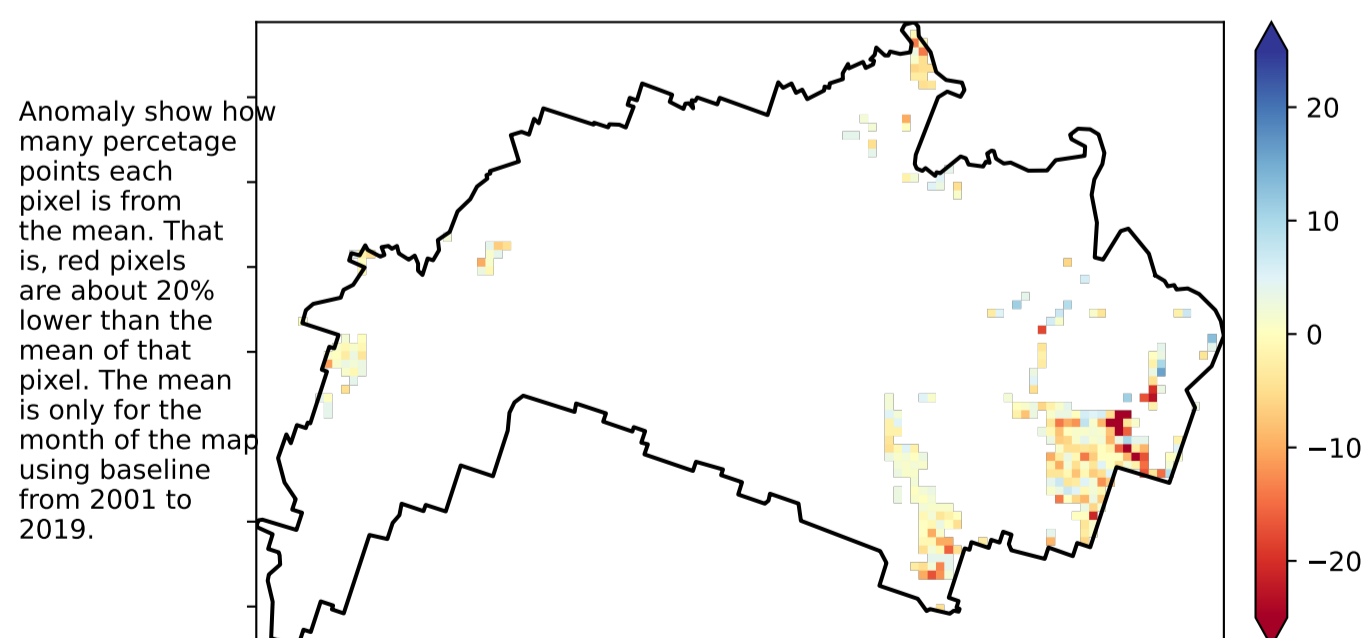 Anomaly show how
many percetage
points each
pixel is from
the mean. That
is, red pixels
are about 20%
lower than the
mean of that
pixel. The mean
is only for the
month of the map
using baseline
from 2001 to
2019.
20
10
0
−10
−20